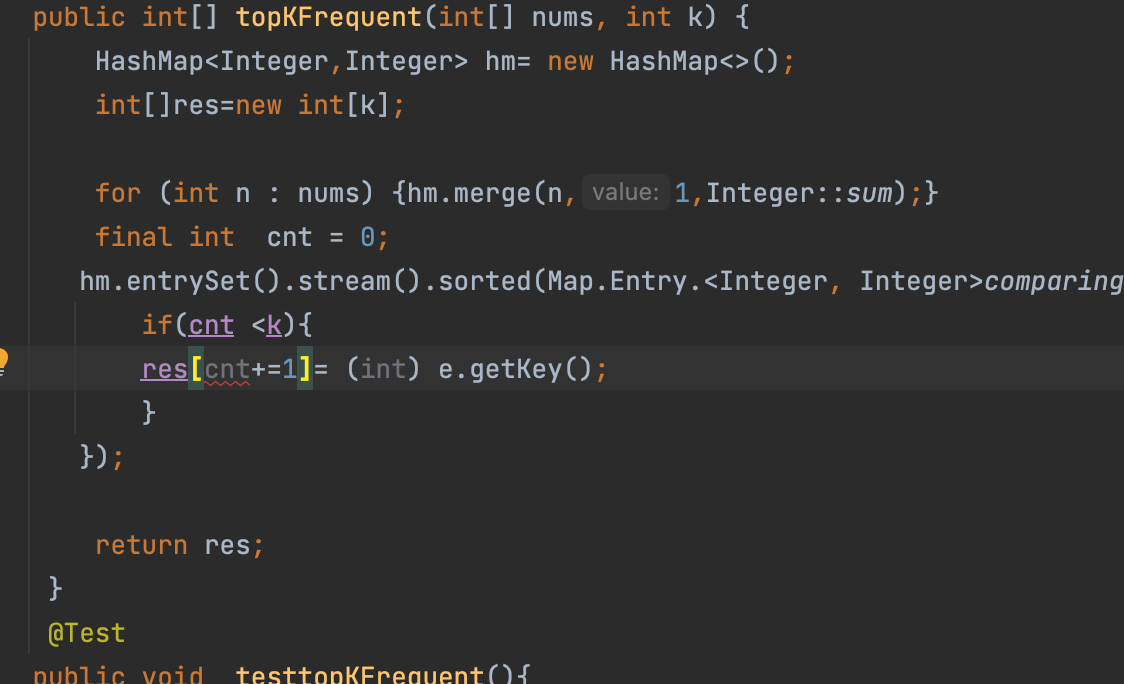 public int[] topKFrequent(int[] nums, int k) {
HashMap<Integer,Integer> hm= new HashMap<>();
int[]res=new int[k];
for (int n : nums) {hm.merge(n, value: 1,Integer::sum);}
final int  cnt = 0;
hm.entrySet().stream().sorted(Map.Entry.<Integer, Integer>comparing
if(cnt <k){
res[cnt+=1]= (int) e.getKey();
}
});
return res;
}
@Test
public void  testtopKFrequent(){